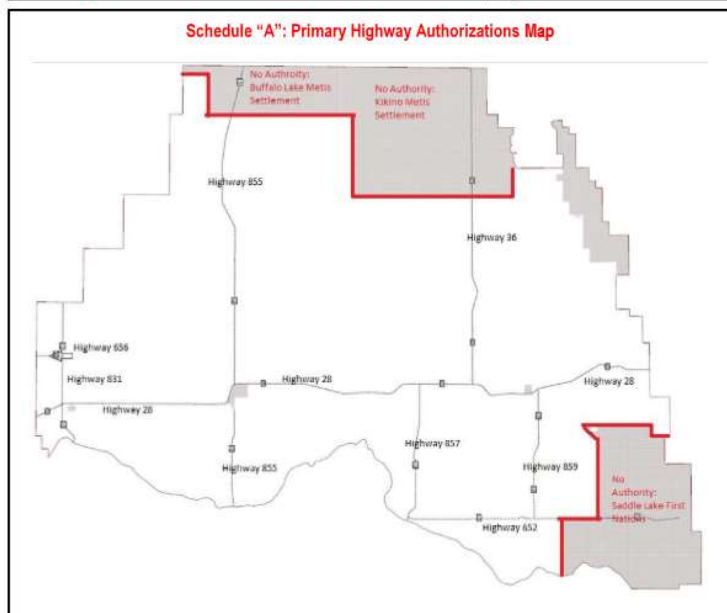 Schedule “A”: Primary Highway Authorizations Map
No Authroity:
Buffalo Lake Metis
Settlement
No Authority:
Kikino Metis
Settlement
Highway 855
Highway 36
Highway 656
Highway 831
Highway 28
Highway 28
Highway 28
Highway 857
Highway 855
Highway 859
No
Authority:
Saddle Lake First
Nations
Highway 652